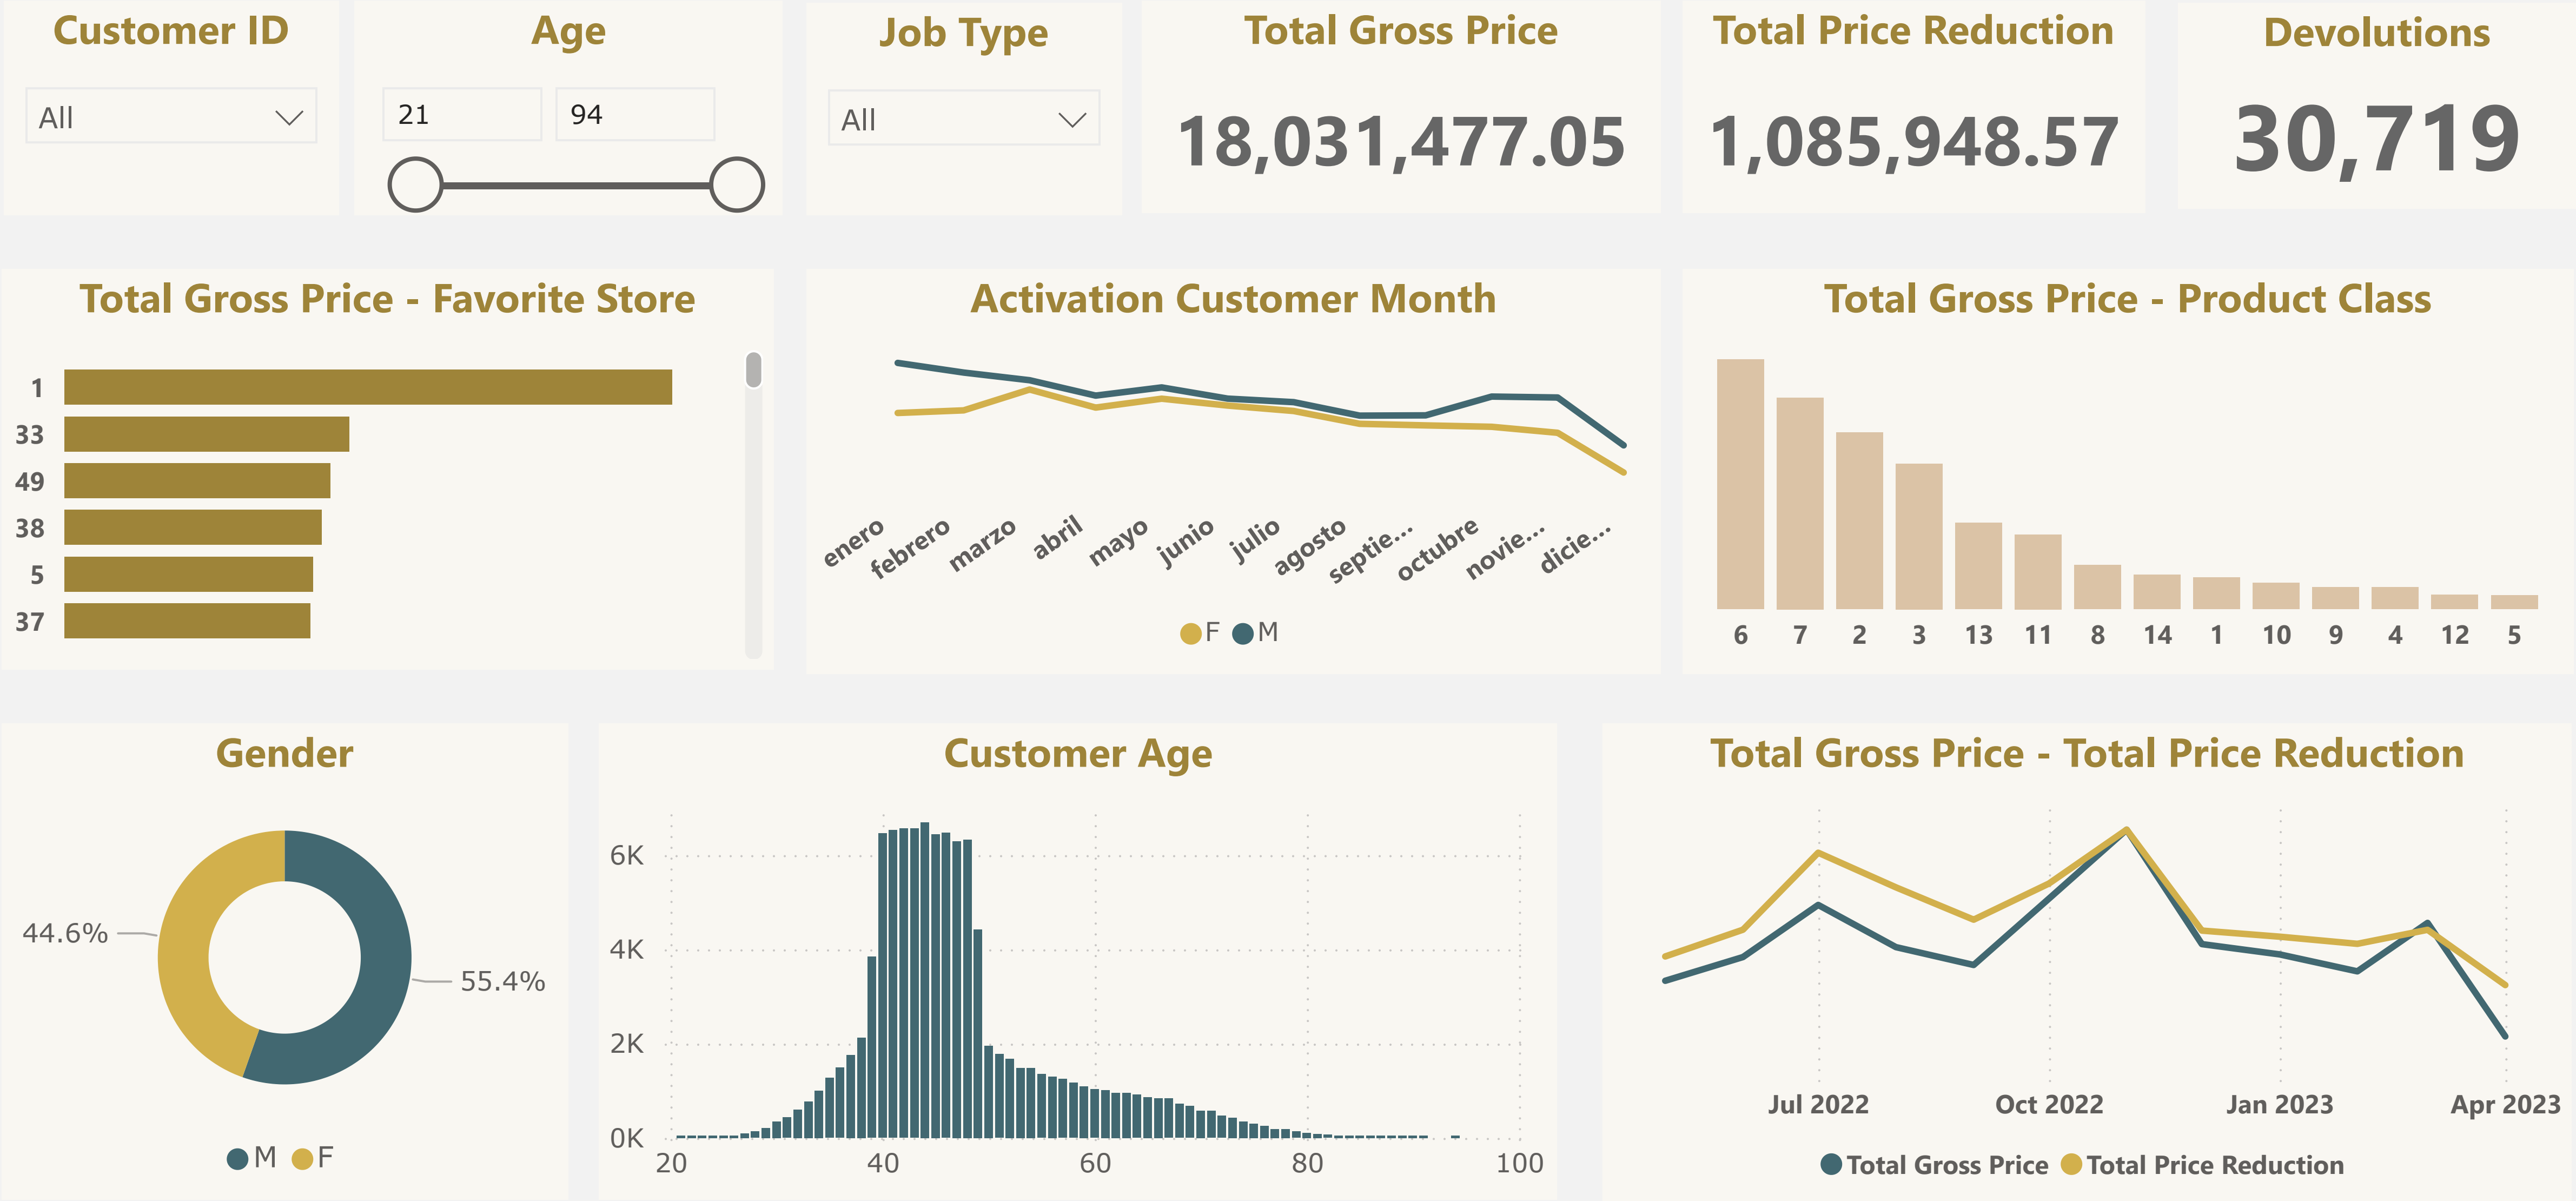 Customer ID
All
Age
21 94
Job Type
All
Total Gross Price
18,031,477.05
Total Price Reduction
1,085,948.57
Devolutions
30,719
Total Gross Price - Favorite Store
1
33
49
38
5
37
Activation Customer Month
enero febrero marzo abril mayo junio julio agosto septie... octubre novie... dicie...
F M
Total Gross Price - Product Class
6 7 2 3 13 11 8 14 1 10 9 4 12 5
Gender
44.6%
55.4%
M F
Customer Age
6K
4K
2K
0K
20 40 60 80 100
Total Gross Price - Total Price Reduction
Jul 2022 Oct 2022 Jan 2023 Apr 2023
Total Gross Price Total Price Reduction